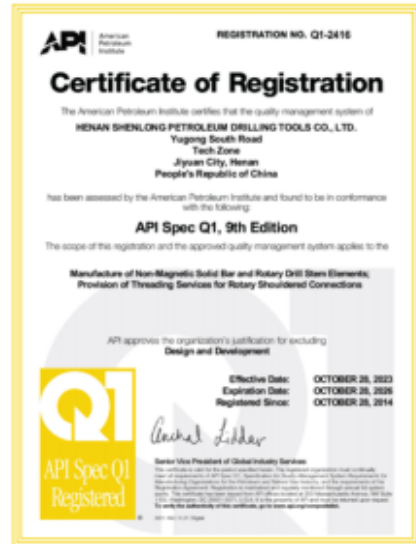 API American
Petroleum
Institute
REGISTRATION NO. Q1-2416
Certificate of Registration
The American Petroleum Institute certifies that the quality management system of
HENAN SHENLONG PETROLEUM DRILLING TOOLS CO., LTD.
Yugong South Road
Tech Zone
Jiyuan City, Henan
People's Republic of China
has been assessed by the American Petroleum Institute and found to be in conformance
with the following:
API Spec Q1, 9th Edition
The scope of this registration and the approved quality management system applies to the
Manufacture of Non-Magnetic Solid Bar and Rotary Drill Stem Elements;
Provision of Threading Services for Rotary Shouldered Connections
API approves the organization's justification for excluding
Design and Development
Effective Date: OCTOBER 28, 2023
Expiration Date: OCTOBER 28, 2026
Registered Since: OCTOBER 28, 2014
Q1
API Spec Q1
Registered
®
Senior Vice President of Global Industry Services